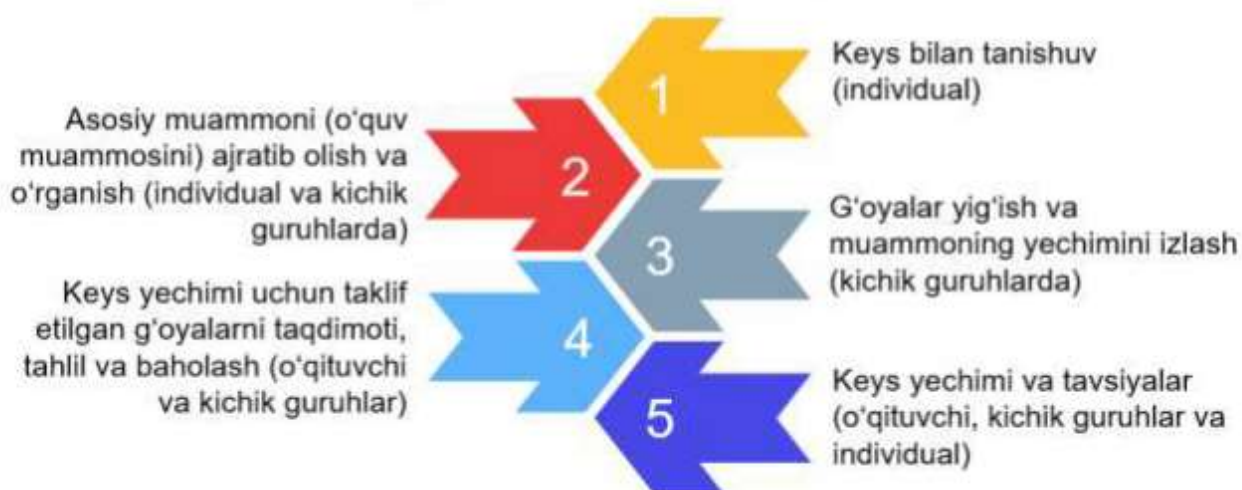 1
Keys bilan tanishuv
(individual)
2
Asosiy muammoni (o‘quv
muammosini) ajratib olish va
o‘rganish (individual va kichik
guruhlarda)
3
G‘oyalar yig‘ish va
muammoning yechimini izlash
(kichik guruhlarda)
4
Keys yechimi uchun taklif
etilgan g‘oyalarni taqdimoti,
tahlil va baholash (o‘qituvchi
va kichik guruhlar)
5
Keys yechimi va tavsiyalar
(o‘qituvchi, kichik guruhlar va
individual)